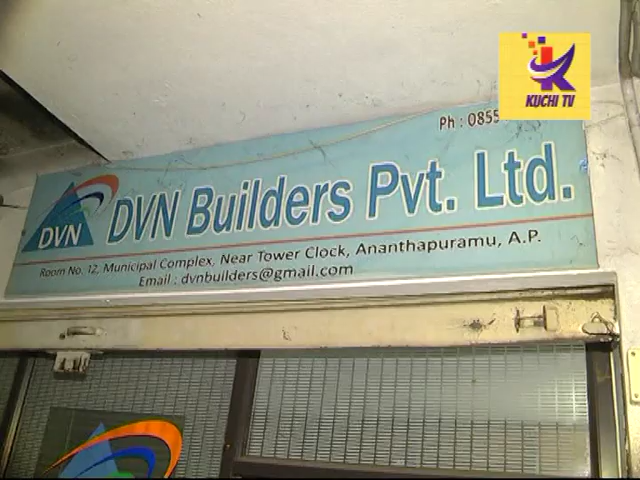 KUCHI TV
Ph : 0855
DVN
DVN Builders Pvt. Ltd.
Room No. 12, Municipal Complex, Near Tower Clock, Ananthapuramu, A.P.
Email : dvnbuilders@gmail.com